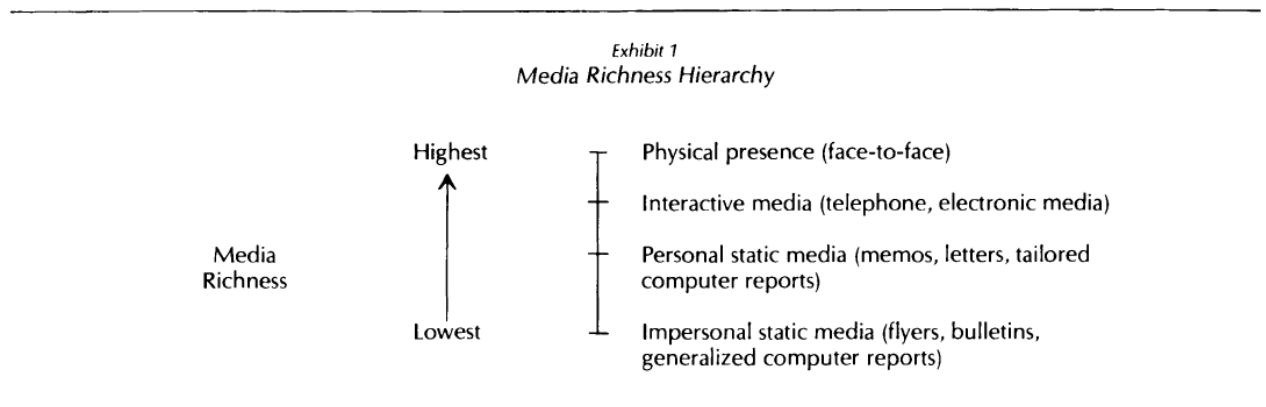 Exhibit 1
Media Richness Hierarchy
Highest
Physical presence (face-to-face)
Interactive media (telephone, electronic media)
Media
Richness
Personal static media (memos, letters, tailored
computer reports)
Lowest
Impersonal static media (flyers, bulletins,
generalized computer reports)